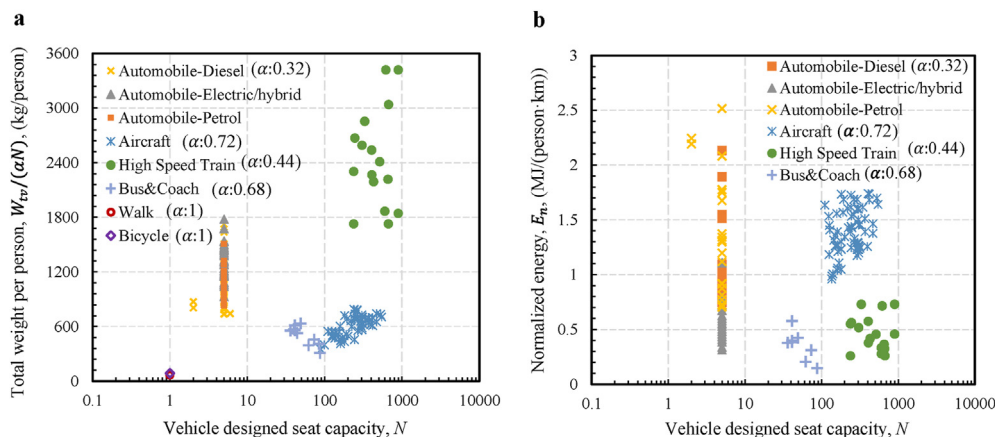 a
Total weight per person, Wtv/(αN), (kg/person)
3600
3000
2400
1800
1200
600
0
Automobile-Diesel (α:0.32)
Automobile-Electric/hybrid
Automobile-Petrol
Aircraft (α:0.72)
High Speed Train (α:0.44)
Bus&Coach (α:0.68)
Walk (α:1)
Bicycle (α:1)
0.1 1 10 100 1000 10000
Vehicle designed seat capacity, N
b
Normalized energy, En, (MJ/(person·km))
3
2.5
2
1.5
1
0.5
0
Automobile-Diesel (α:0.32)
Automobile-Electric/hybrid
Automobile-Petrol
Aircraft (α:0.72)
High Speed Train (α:0.44)
Bus&Coach (α:0.68)
0.1 1 10 100 1000 10000
Vehicle designed seat capacity, N